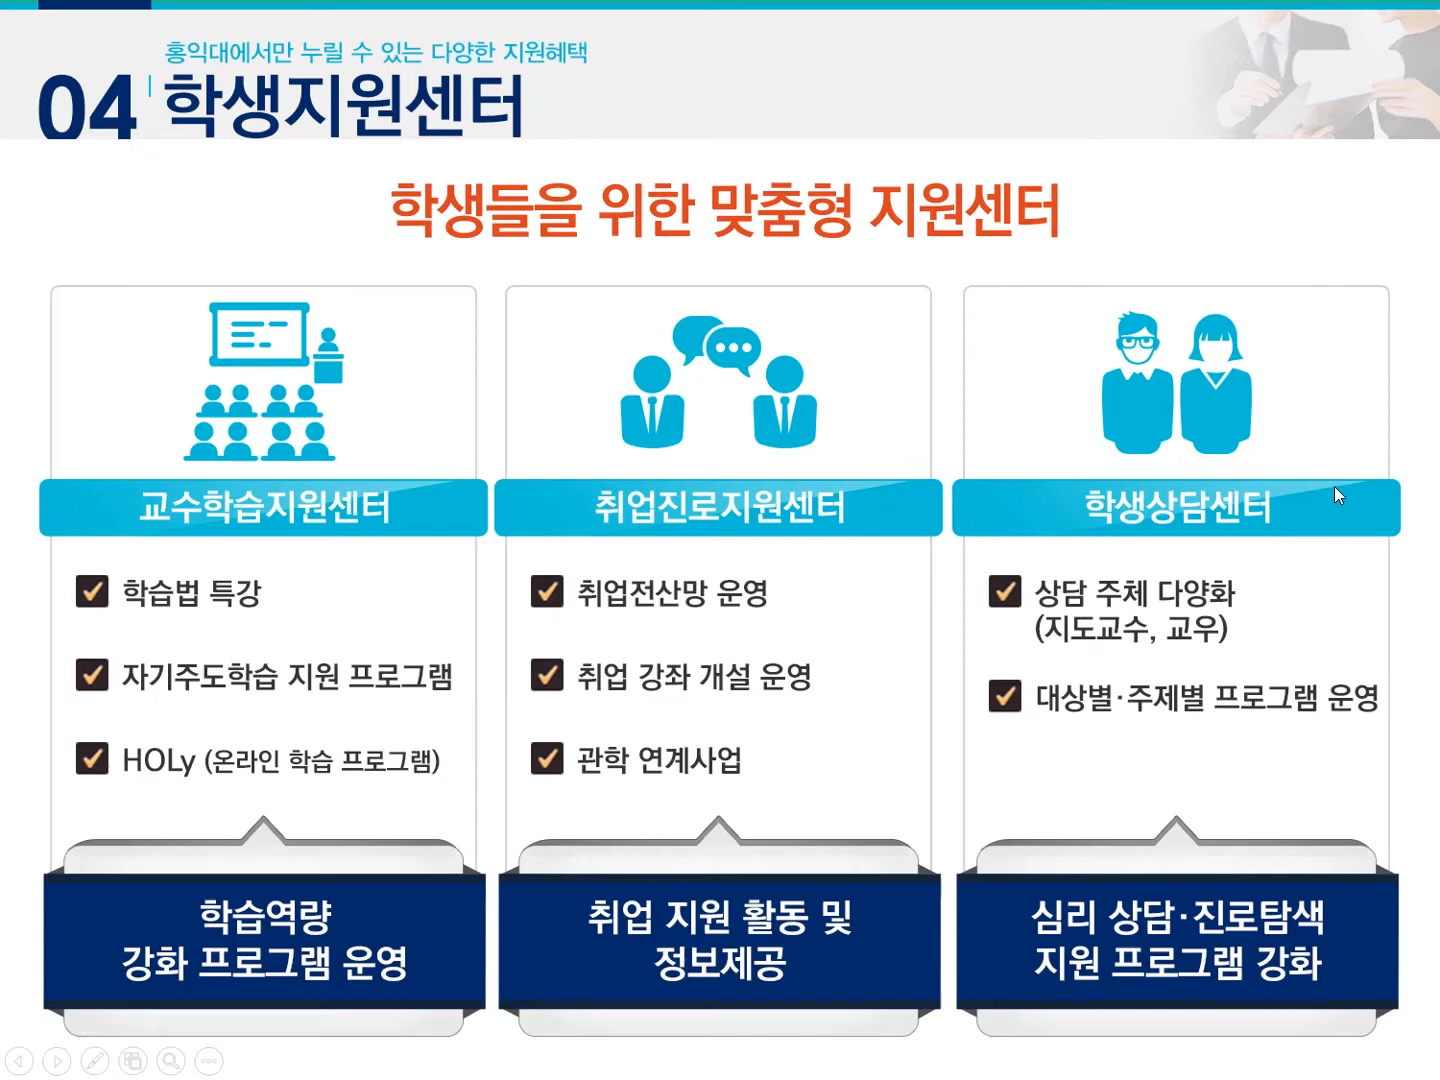 홍익대에서만 누릴 수 있는 다양한 지원혜택
04 학생지원센터
학생들을 위한 맞춤형 지원센터
교수학습지원센터
학습법 특강
자기주도학습 지원 프로그램
HOLy (온라인 학습 프로그램)
학습역량
강화 프로그램 운영
취업진로지원센터
취업전산망 운영
취업 강좌 개설 운영
관학 연계사업
취업 지원 활동 및
정보제공
학생상담센터
상담 주체 다양화
(지도교수, 교우)
대상별·주제별 프로그램 운영
심리 상담·진로탐색
지원 프로그램 강화